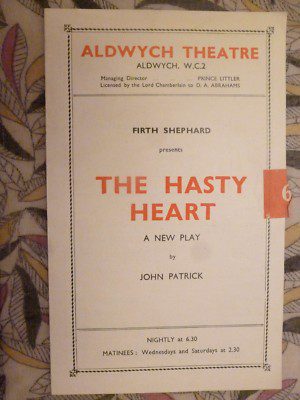 ALDWYCH THEATRE
ALDWYCH, W.C.2
Managing Director PRINCE LITTLER
Licensed by the Lord Chamberlain to D. A. ABRAHAMS
FIRTH SHEPHARD
presents
THE HASTY
HEART
6
A NEW PLAY
by
JOHN PATRICK
NIGHTLY at 6.30
MATINEES : Wednesdays and Saturdays at 2.30